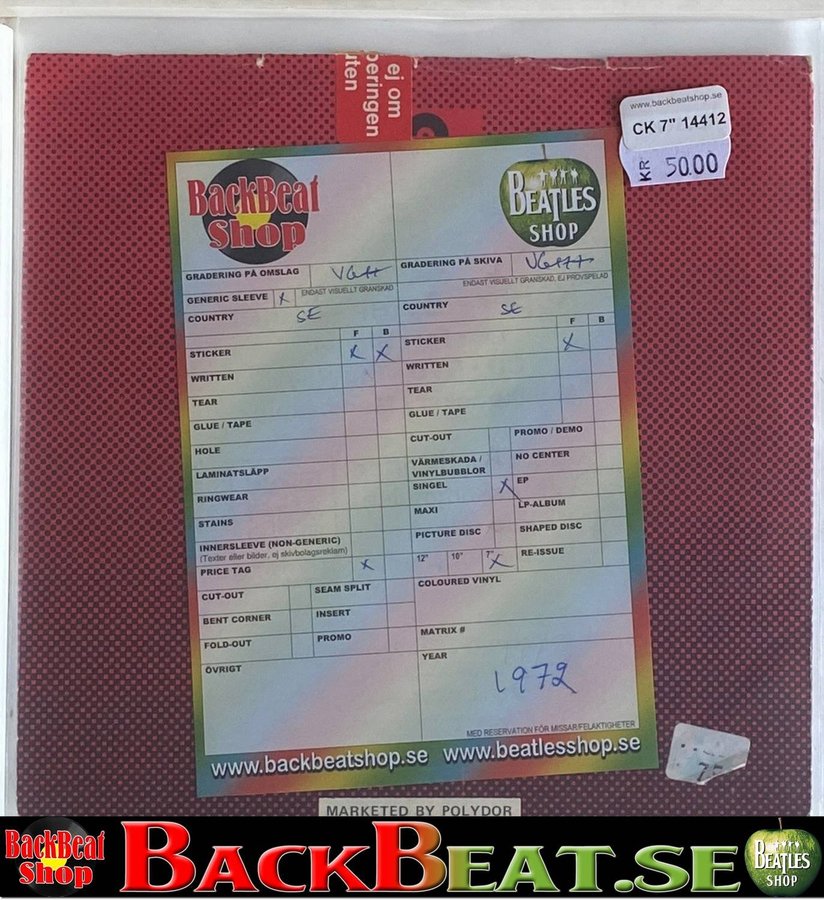 ej om
beringen
uten
www.backbeatshop.se
CK 7" 14412
KR 50.00
BackBeat
Shop
BEATLES
SHOP
GRADERING PÅ OMSLAG VG++
GRADERING PÅ SKIVA VG+++
GENERIC SLEEVE X ENDAST VISUELLT GRANSKAD
ENDAST VISUELLT GRANSKAD, EJ PROVSPELAD
COUNTRY SE
COUNTRY SE
F B
F B
STICKER X X
STICKER X
WRITTEN
WRITTEN
TEAR
TEAR
GLUE / TAPE
GLUE / TAPE
HOLE
CUT-OUT
PROMO / DEMO
LAMINATSLÄPP
VÄRMESKADA /
VINYLBUBBLOR
NO CENTER
RINGWEAR
SINGEL X
EP
STAINS
MAXI
LP-ALBUM
INNERSLEEVE (NON-GENERIC)
(Texter eller bilder, ej skivbolagsreklam)
PICTURE DISC
SHAPED DISC
PRICE TAG X
12" 10" 7" X
RE-ISSUE
CUT-OUT
SEAM SPLIT
COLOURED VINYL
BENT CORNER
INSERT
FOLD-OUT
PROMO
MATRIX #
ÖVRIGT
YEAR
1972
MED RESERVATION FÖR MISSAR/FELAKTIGHETER
www.backbeatshop.se www.beatlesshop.se
MARKETED BY POLYDOR
BackBeat
Shop
BACKBEAT.SE
BEATLES
SHOP